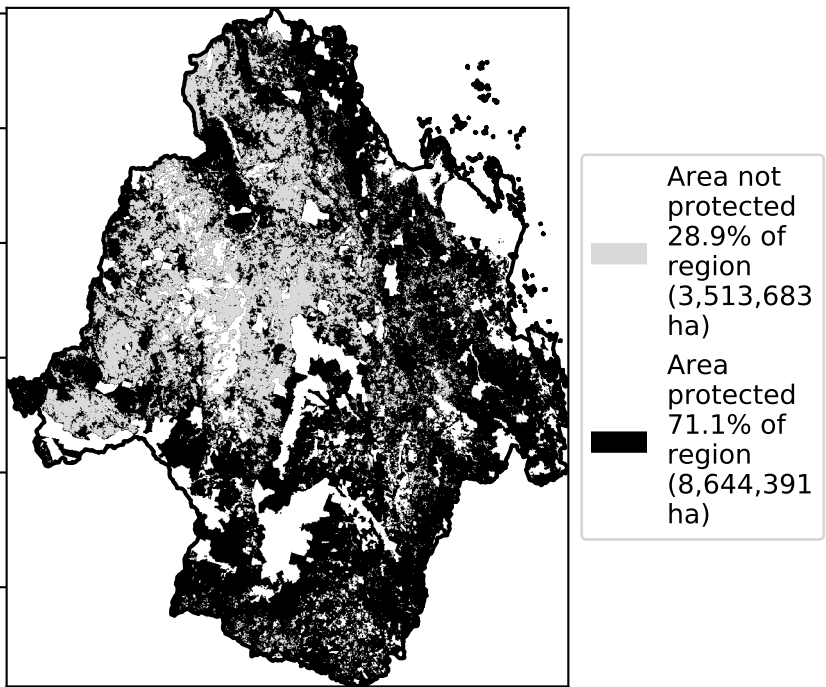 Area not
protected
28.9% of
region
(3,513,683
ha)
Area
protected
71.1% of
region
(8,644,391
ha)